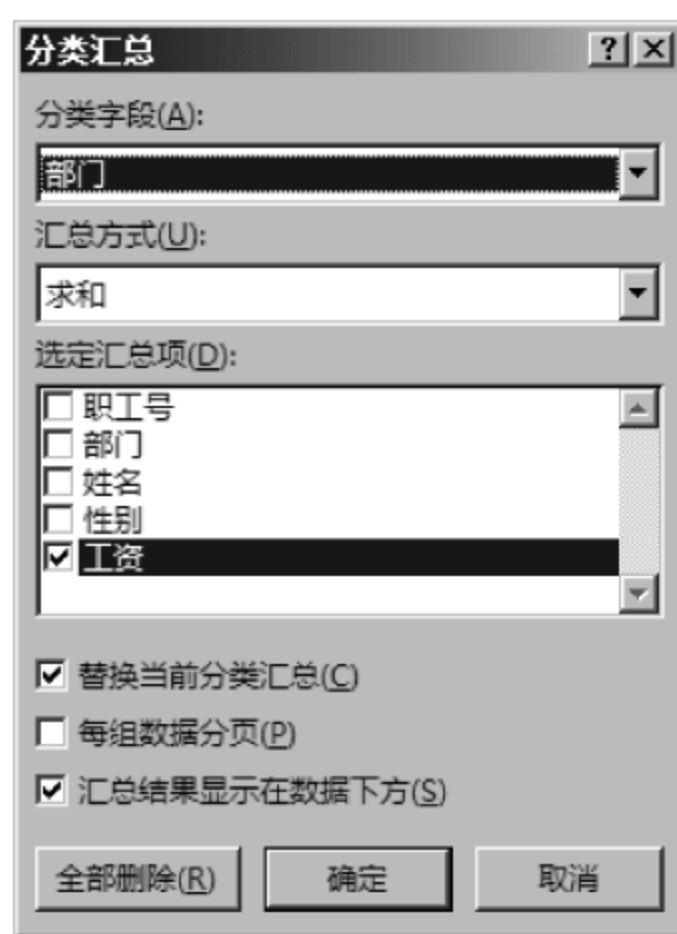 分类汇总
分类字段(A):
部门
汇总方式(U):
求和
选定汇总项(D):
职工号
部门
姓名
性别
工资
替换当前分类汇总(C)
每组数据分页(P)
汇总结果显示在数据下方(S)
全部删除(R) 确定 取消